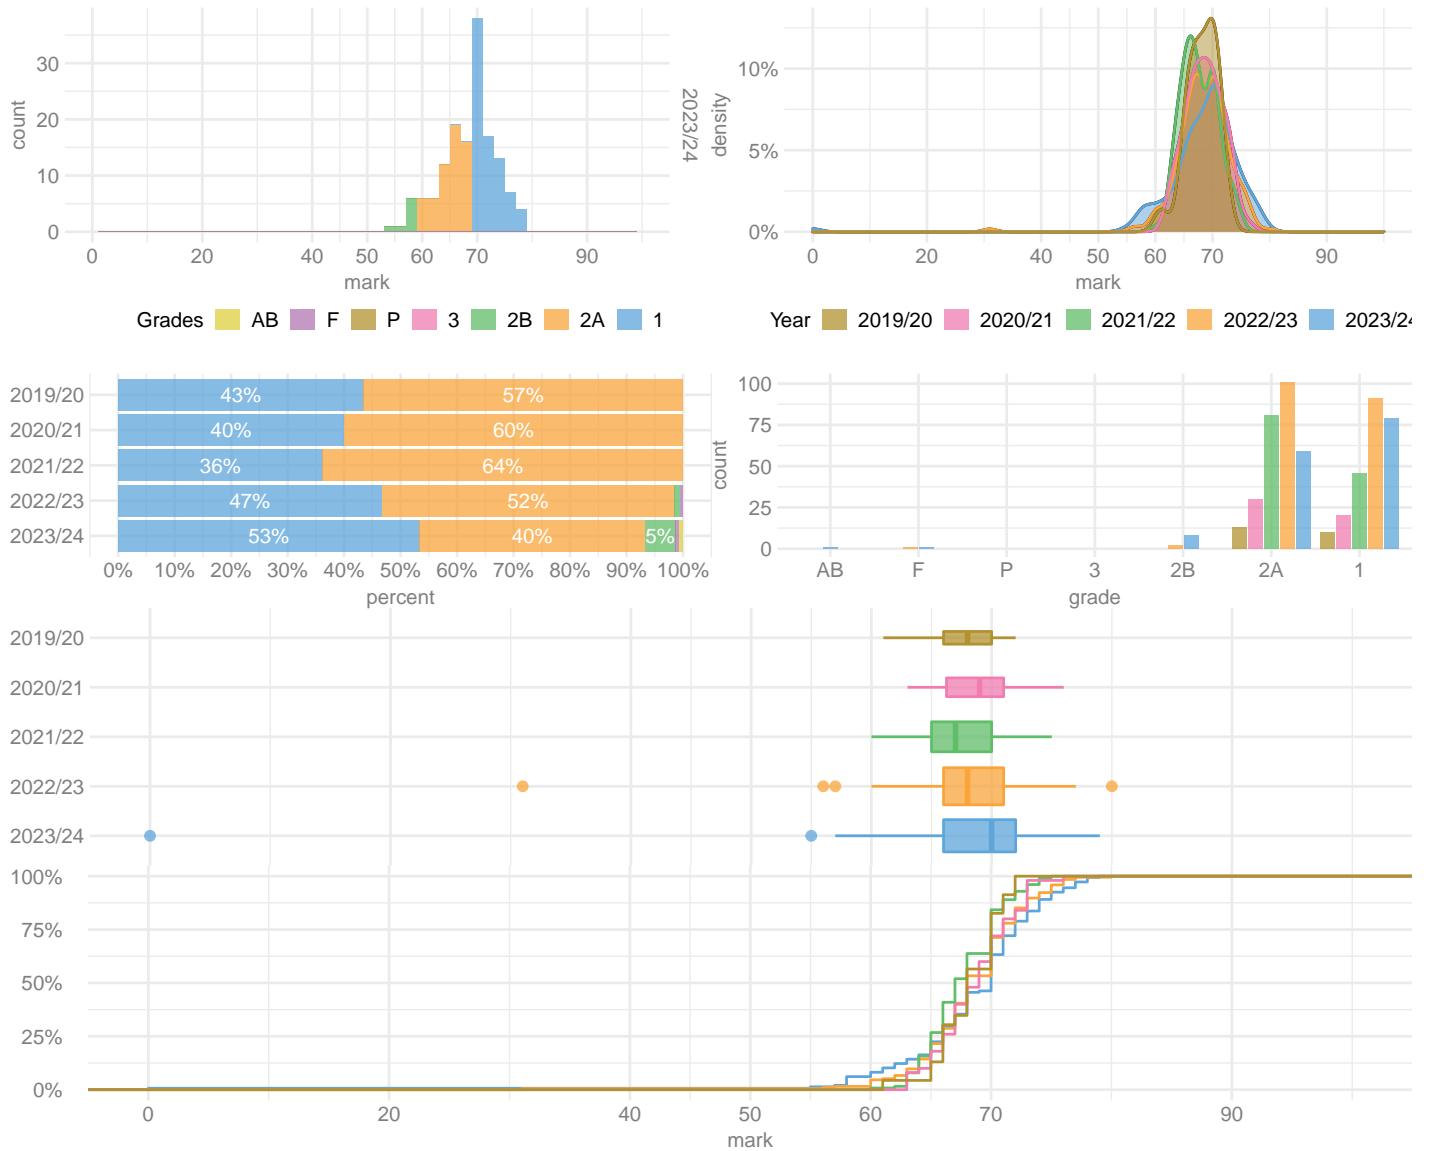 30
20
10
0
count
0 20 40 50 60 70 90
mark
2023/24
10%
5%
0%
density
0 20 40 50 60 70 90
mark
Grades AB F P 3 2B 2A 1
Year 2019/20 2020/21 2021/22 2022/23 2023/24
2019/20 43% 57%
2020/21 40% 60%
2021/22 36% 64%
2022/23 47% 52%
2023/24 53% 40% 5%
0% 10% 20% 30% 40% 50% 60% 70% 80% 90% 100%
percent
100
75
50
25
0
count
AB F P 3 2B 2A 1
grade
2019/20
2020/21
2021/22
2022/23
2023/24
100%
75%
50%
25%
0%
0 20 40 50 60 70 90
mark